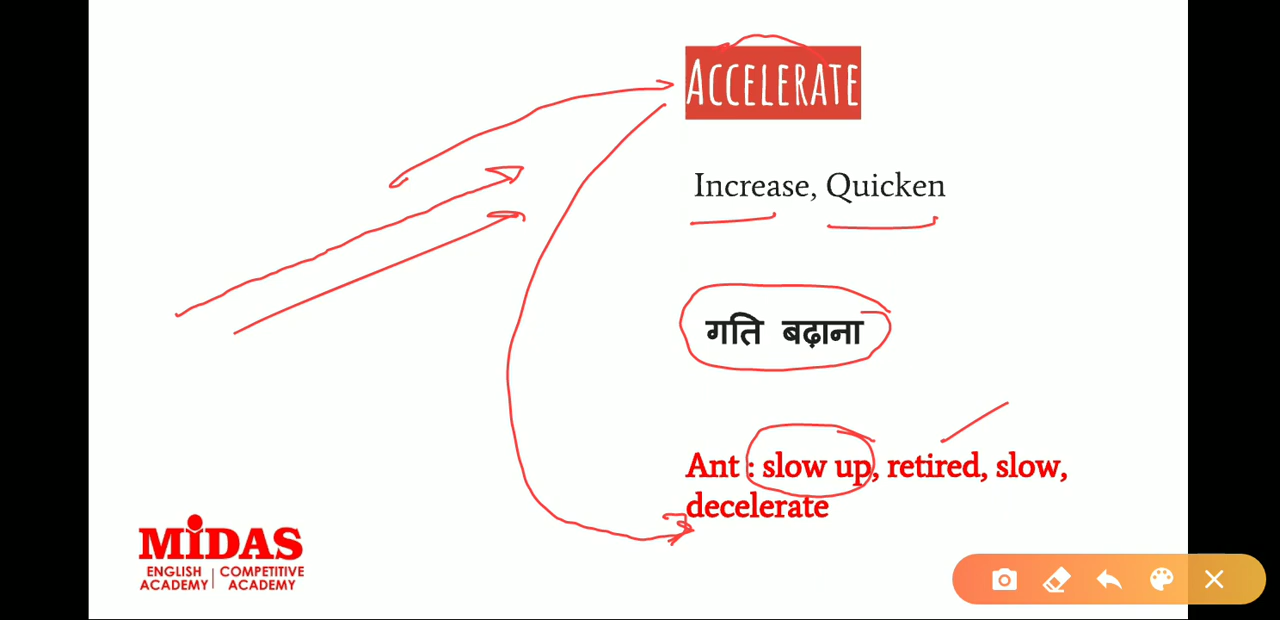 ACCELERATE
Increase, Quicken
गति बढ़ाना
Ant : slow up, retired, slow,
decelerate
MiDAS
ENGLISH | COMPETITIVE
ACADEMY | ACADEMY